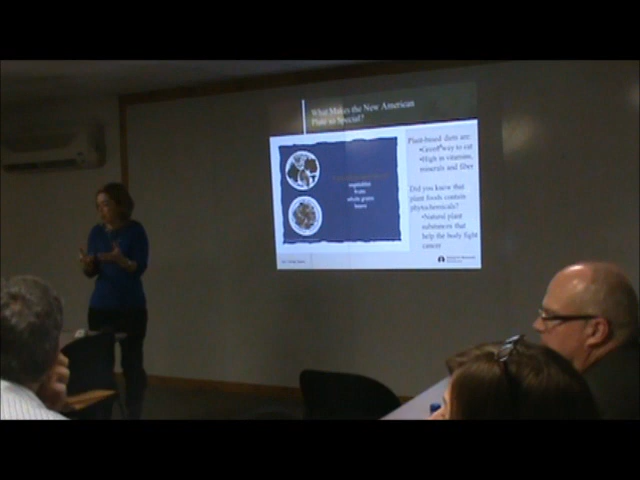 What Makes the New American
Plate so Special?
vegetables
fruits
whole grains
beans
Plant-based diets are:
•Great way to eat
•High in vitamins,
minerals and fiber
Did you know that
plant foods contain
phytochemicals?
•Natural plant
substances that
help the body fight
cancer